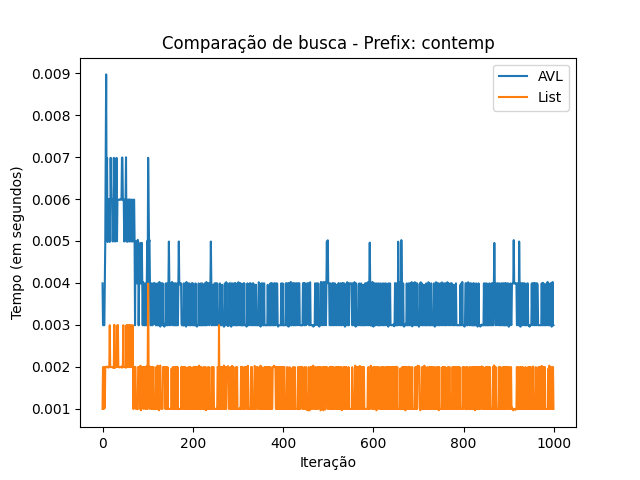 Comparação de busca - Prefix: contemp
AVL
List
Tempo (em segundos)
0.009
0.008
0.007
0.006
0.005
0.004
0.003
0.002
0.001
0 200 400 600 800 1000
Iteração